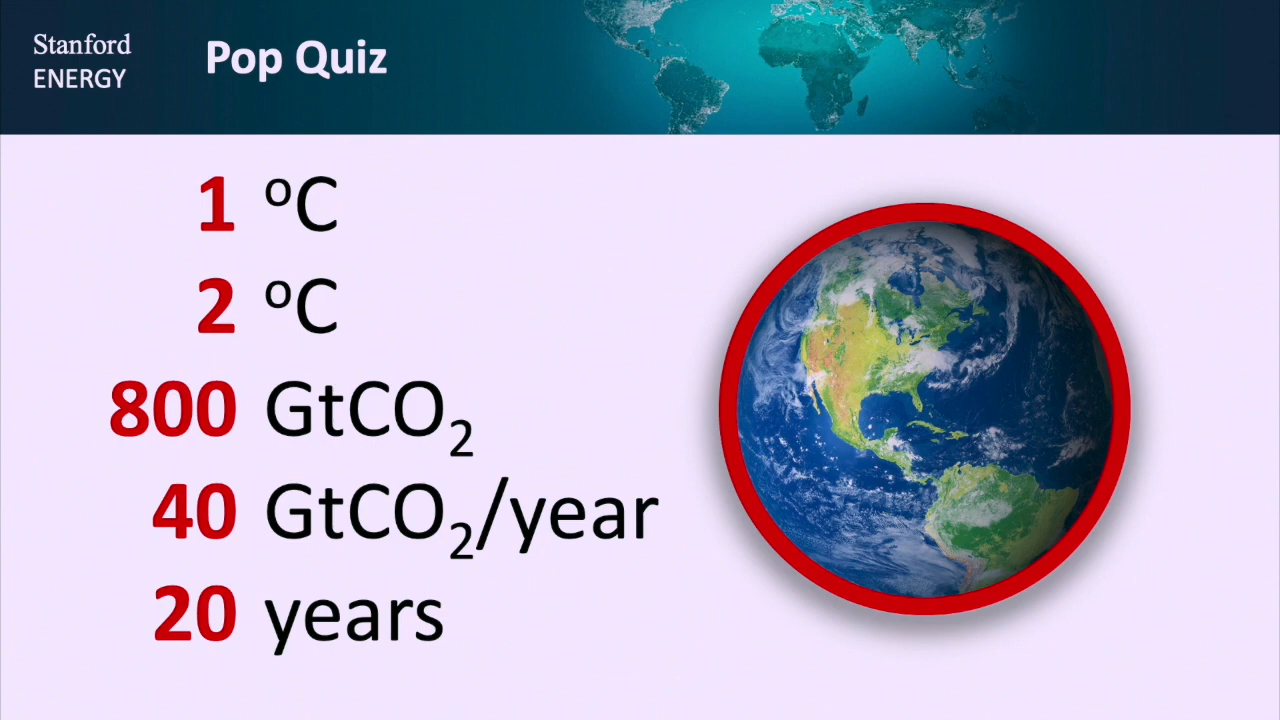 Stanford
ENERGY
Pop Quiz
1 ºC
2 ºC
800 GtCO₂
40 GtCO₂/year
20 years